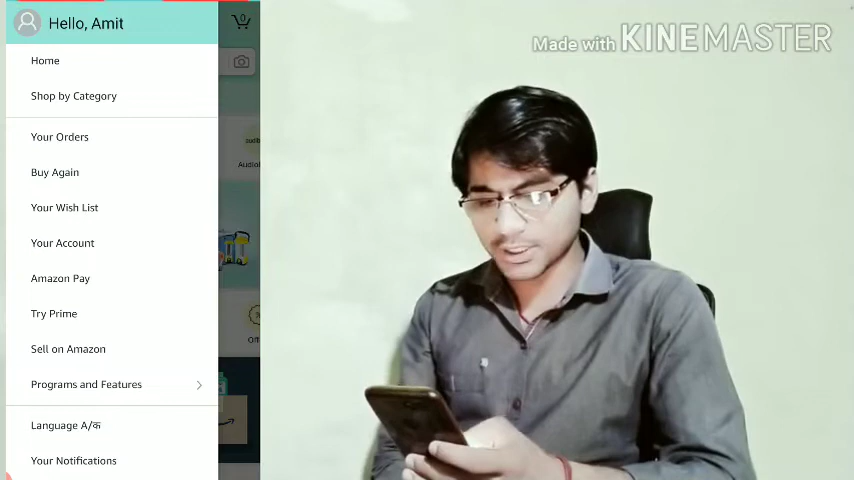 Hello, Amit
0
Home
Shop by Category
Your Orders
Buy Again
Your Wish List
Your Account
Amazon Pay
Try Prime
Sell on Amazon
Programs and Features
Language A/क
Your Notifications
Made with KINEMASTER